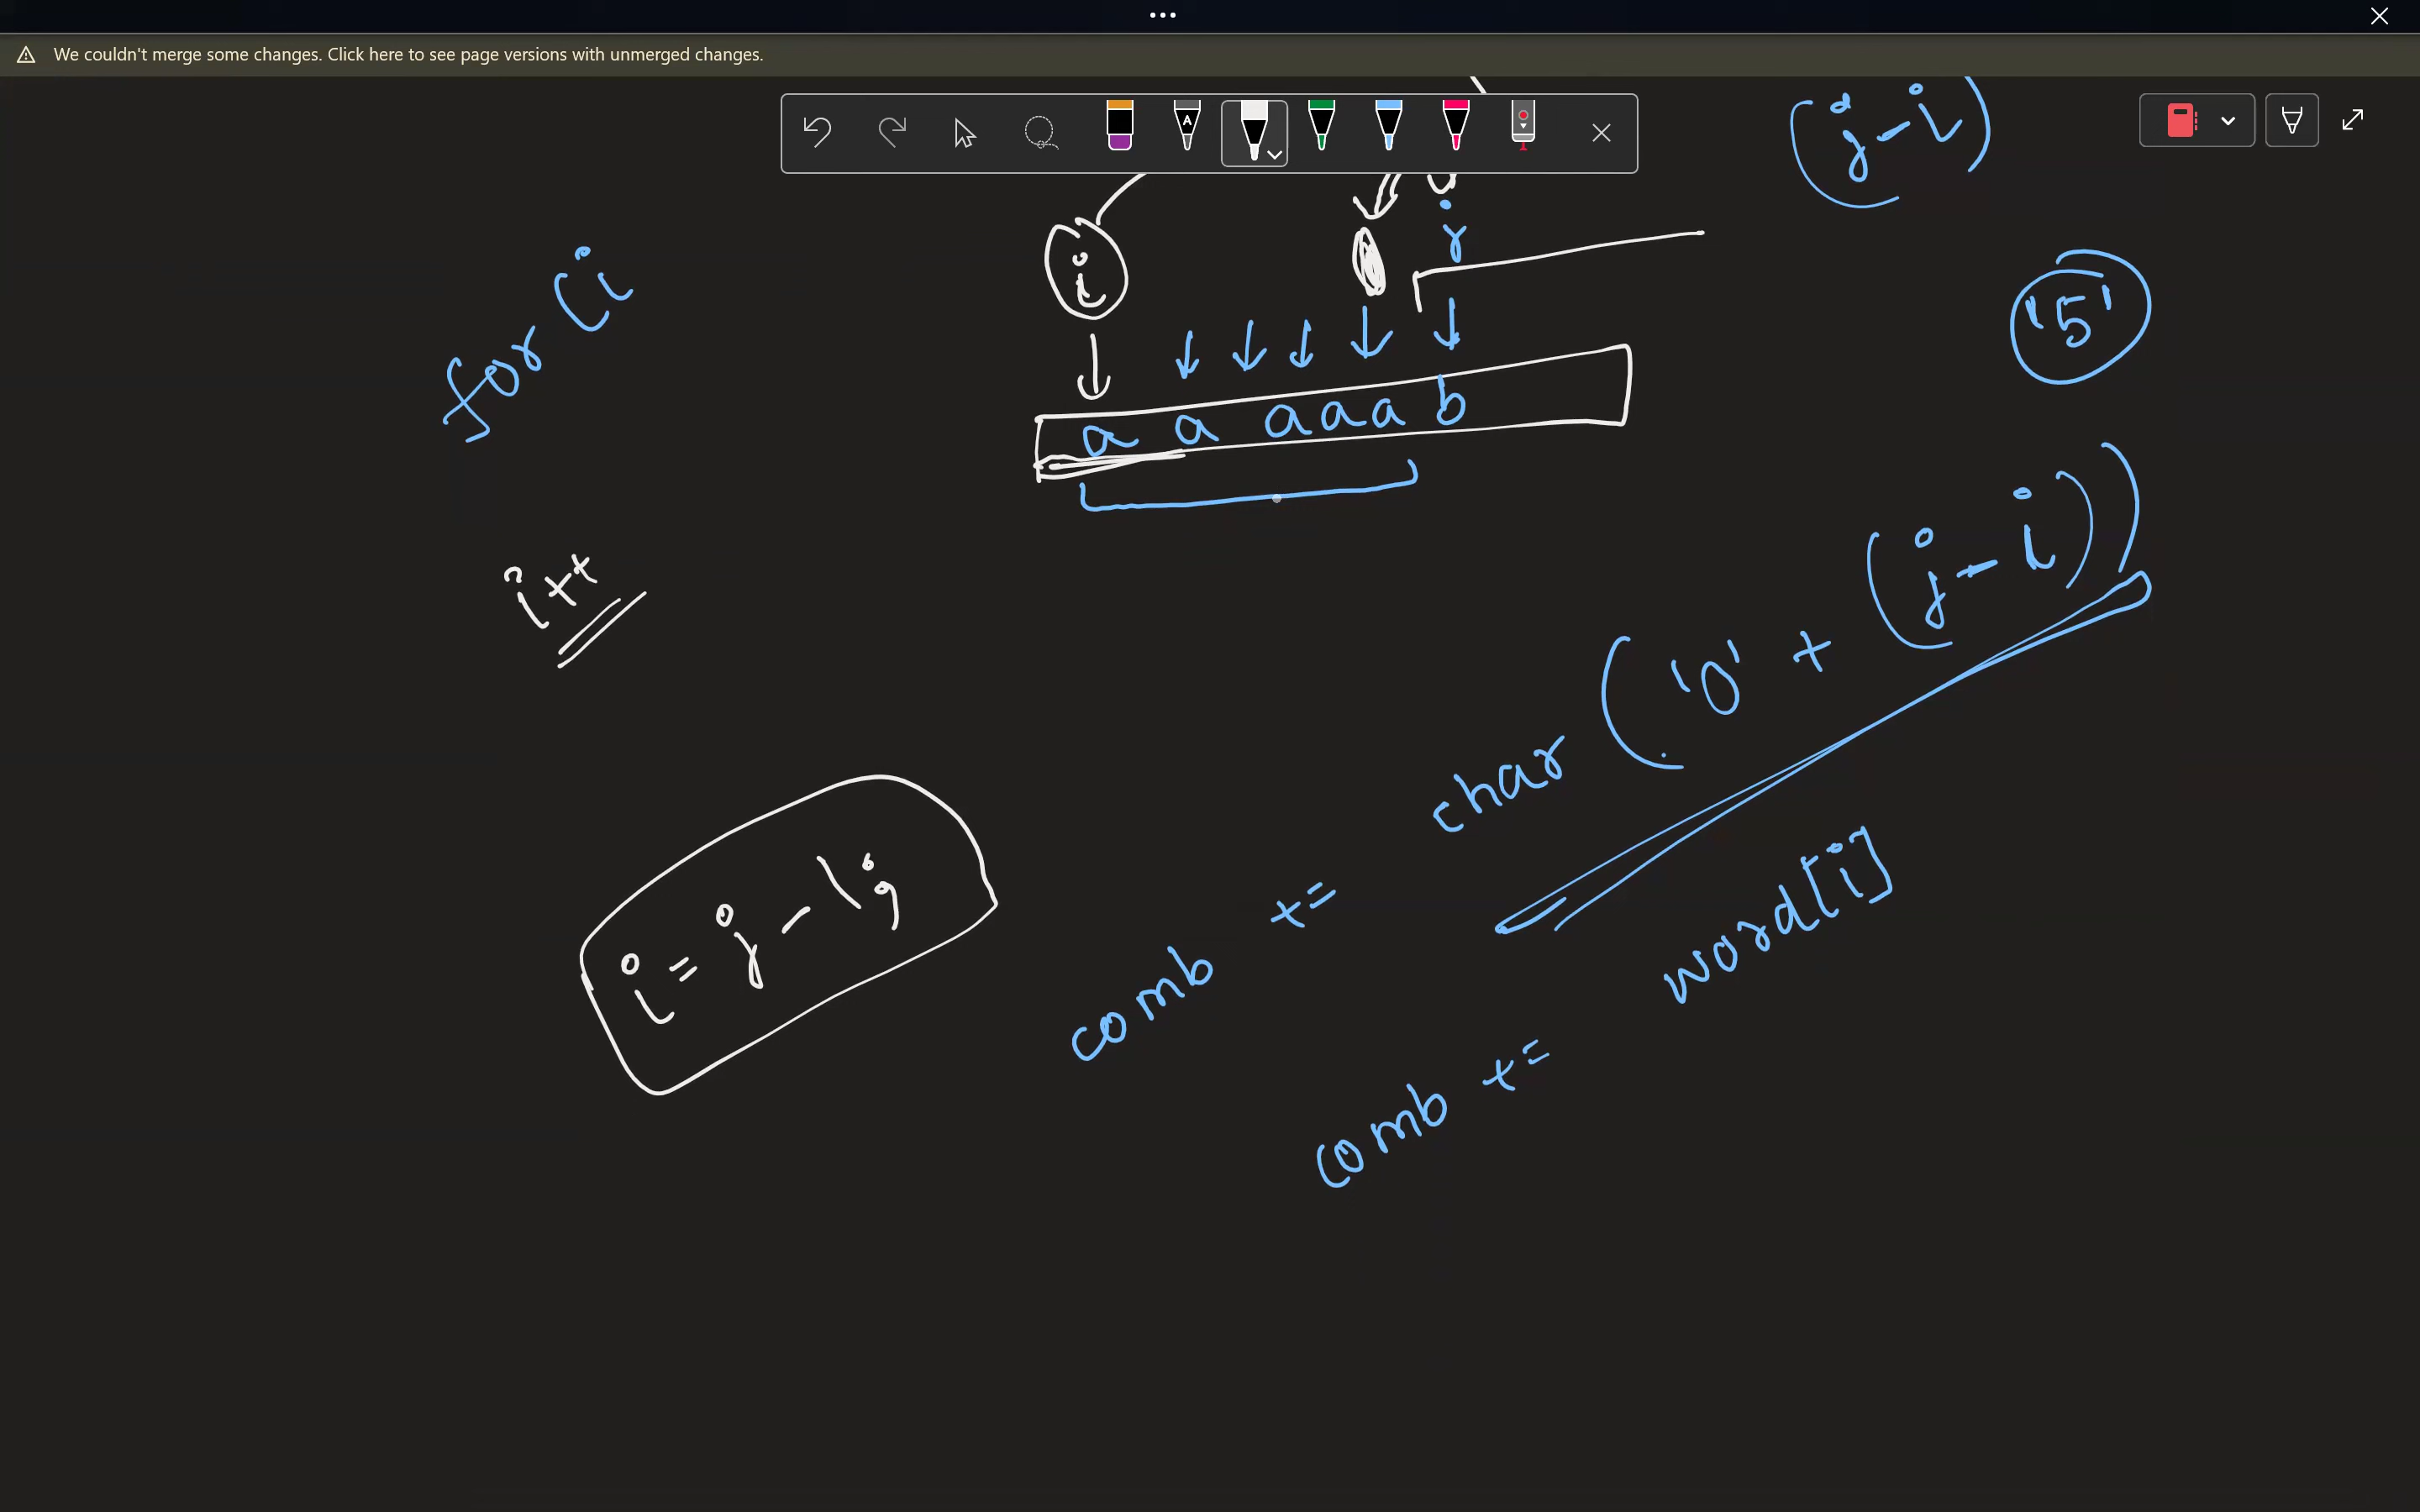 We couldn't merge some changes. Click here to see page versions with unmerged changes.
A
(j-i)
for (i
i
j
'5'
a a a a a b
i++
char ('0' + (j-i))
i = j - 1;
comb +=
word[i]
comb +=